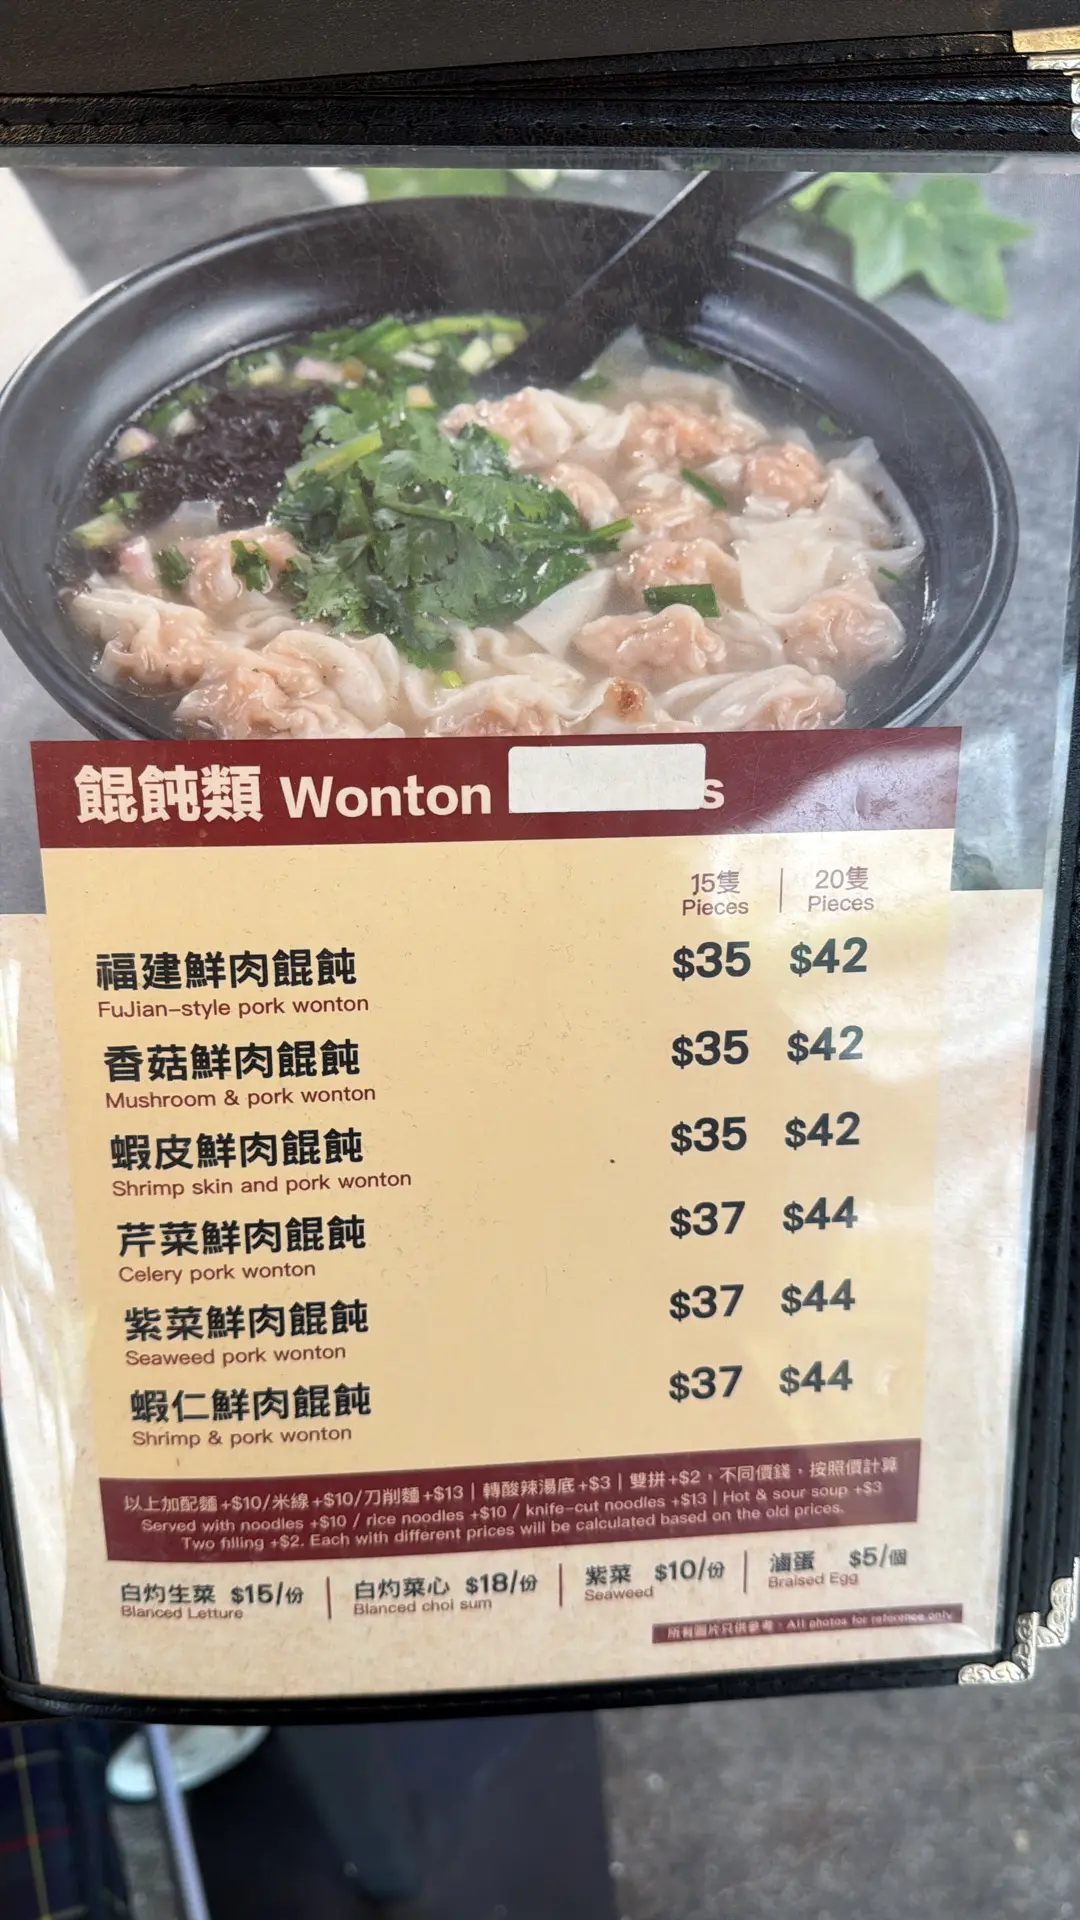 餛飩類 Wonton s
15隻 | 20隻
Pieces Pieces
福建鮮肉餛飩 $35 $42
FuJian-style pork wonton
香菇鮮肉餛飩 $35 $42
Mushroom & pork wonton
蝦皮鮮肉餛飩 $35 $42
Shrimp skin and pork wonton
芹菜鮮肉餛飩 $37 $44
Celery pork wonton
紫菜鮮肉餛飩 $37 $44
Seaweed pork wonton
蝦仁鮮肉餛飩 $37 $44
Shrimp & pork wonton
以上加配麵+$10/米線+$10/刀削麵+$13 | 轉酸辣湯底+$3 | 雙拼+$2，不同價錢，按照價計算
Served with noodles +$10 / rice noodles +$10 / knife-cut noodles +$13 | Hot & sour soup +$3
Two filling +$2. Each with different prices will be calculated based on the old prices.
白灼生菜 $15/份 | 白灼菜心 $18/份 | 紫菜 $10/份 | 滷蛋 $5/個
Blanced Letture Blanced choi sum Seaweed Braised Egg
所有圖片只供參考，All photos for reference only